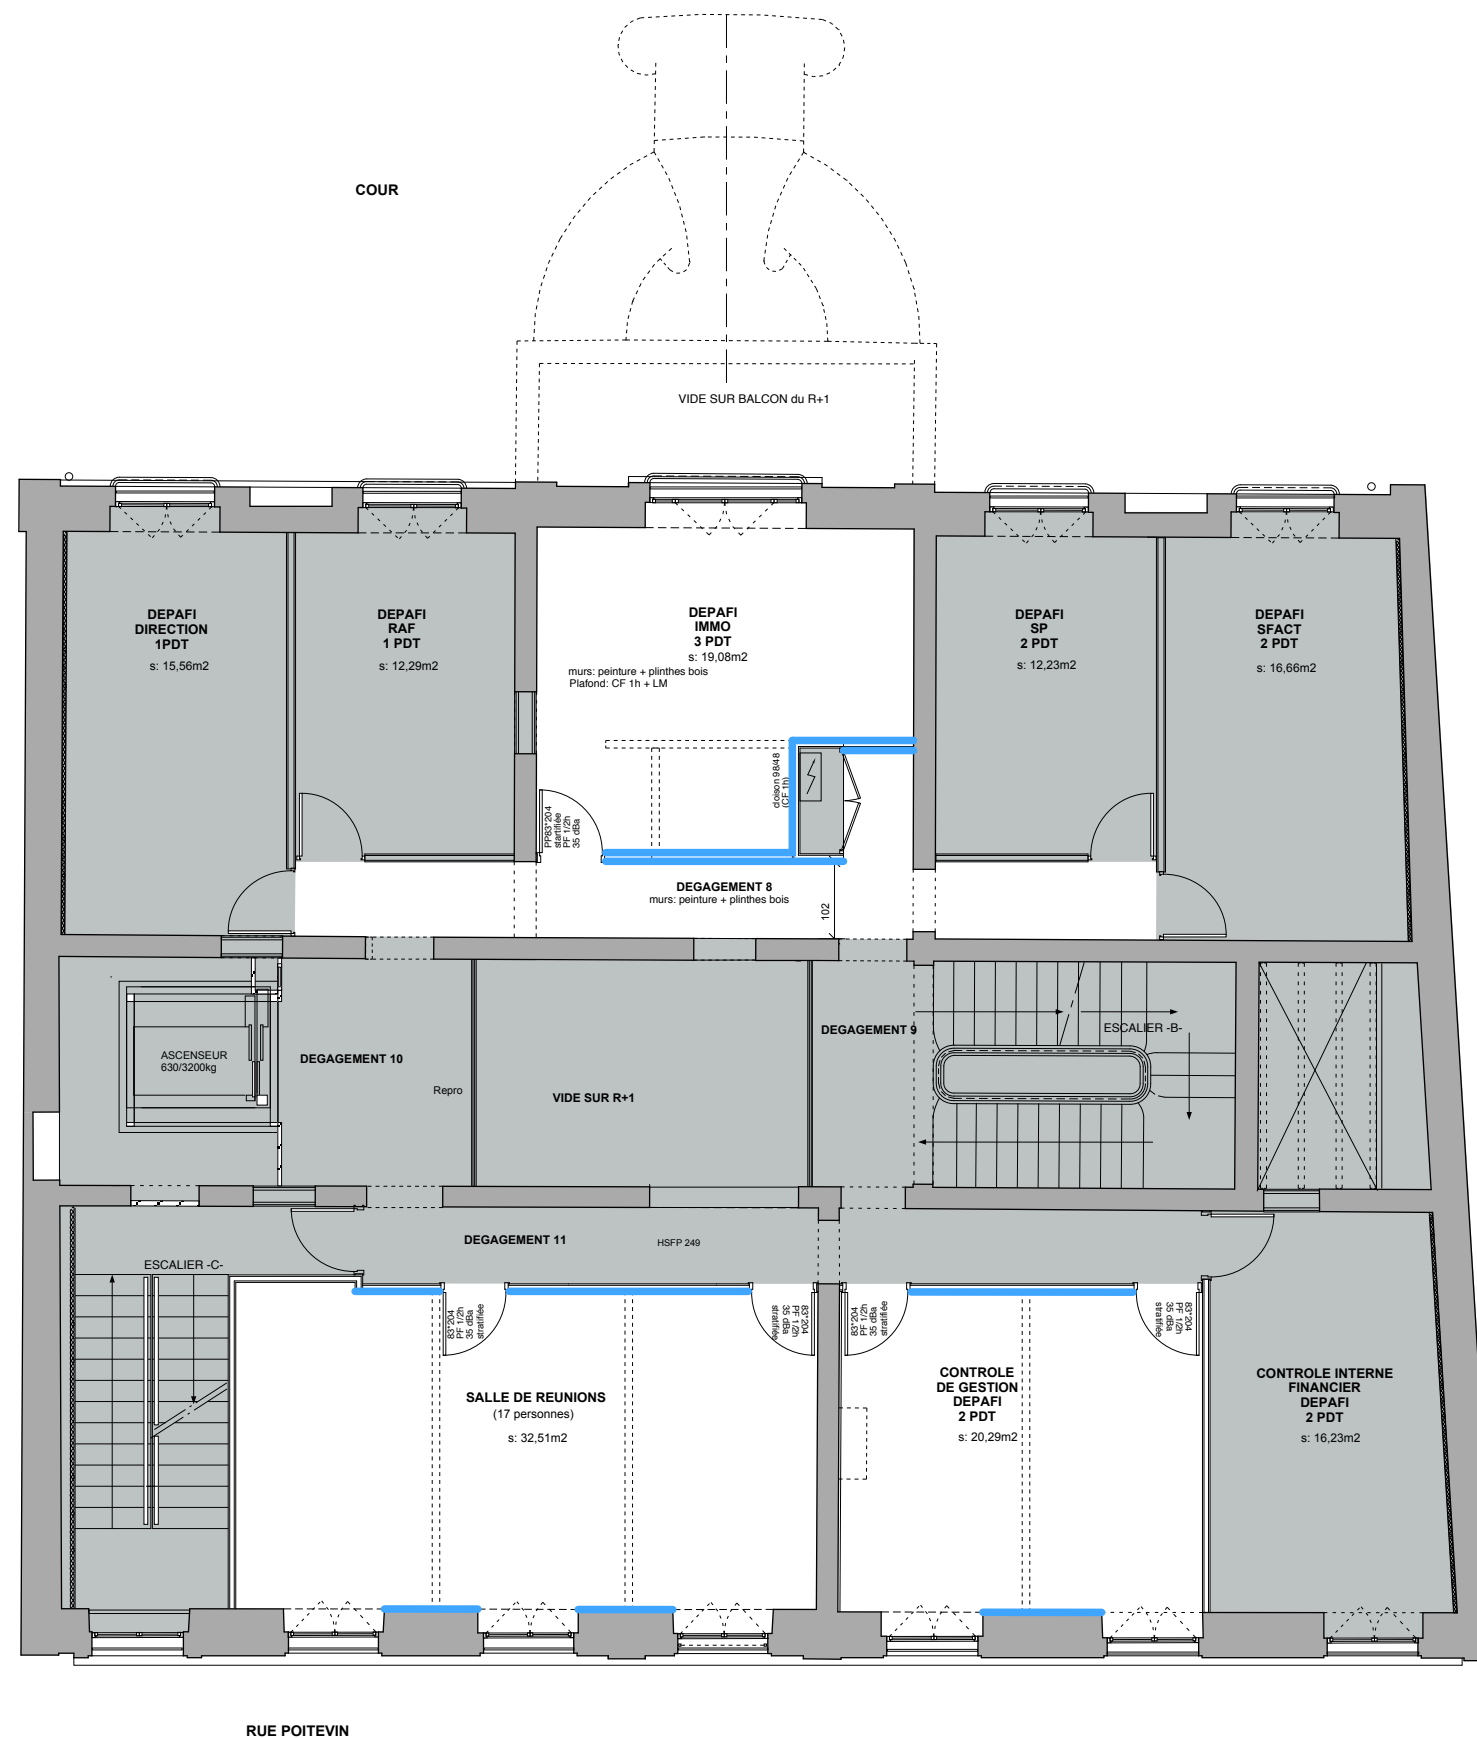 COUR
VIDE SUR BALCON du R+1
DEPAFI
DIRECTION
1PDT
s: 15,56m2
DEPAFI
RAF
1 PDT
s: 12,29m2
DEPAFI
IMMO
3 PDT
s: 19,08m2
murs: peinture + plinthes bois
Plafond: CF 1h + LM
DEPAFI
SP
2 PDT
s: 12,23m2
DEPAFI
SFACT
2 PDT
s: 16,66m2
cloison 98/48
(CF 1h)
PP83*204
startifiée
PF 1/2h
35 dBa
DEGAGEMENT 8
murs: peinture + plinthes bois
102
ASCENSEUR
630/3200kg
DEGAGEMENT 10
Repro
VIDE SUR R+1
DEGAGEMENT 9
ESCALIER -B-
DEGAGEMENT 11
HSFP 249
ESCALIER -C-
83*204
PF 1/2h
35 dBa
stratifiée
83*204
PF 1/2h
35 dBa
stratifiée
83*204
PF 1/2h
35 dBa
stratifiée
83*204
PF 1/2h
35 dBa
stratifiée
SALLE DE REUNIONS
(17 personnes)
s: 32,51m2
CONTROLE
DE GESTION
DEPAFI
2 PDT
s: 20,29m2
CONTROLE INTERNE
FINANCIER
DEPAFI
2 PDT
s: 16,23m2
RUE POITEVIN